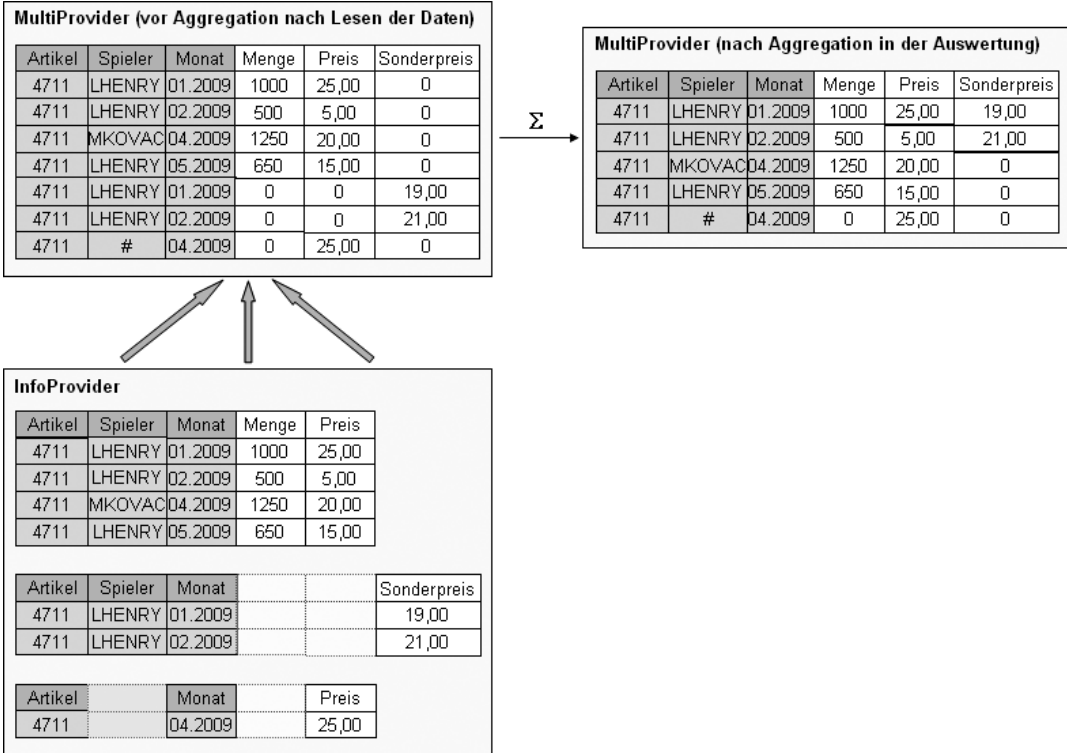 MultiProvider (vor Aggregation nach Lesen der Daten)
Artikel Spieler Monat Menge Preis Sonderpreis
4711 LHENRY 01.2009 1000 25,00 0
4711 LHENRY 02.2009 500 5,00 0
4711 MKOVAC 04.2009 1250 20,00 0
4711 LHENRY 05.2009 650 15,00 0
4711 LHENRY 01.2009 0 0 19,00
4711 LHENRY 02.2009 0 0 21,00
4711 # 04.2009 0 25,00 0
Σ
MultiProvider (nach Aggregation in der Auswertung)
Artikel Spieler Monat Menge Preis Sonderpreis
4711 LHENRY 01.2009 1000 25,00 19,00
4711 LHENRY 02.2009 500 5,00 21,00
4711 MKOVAC 04.2009 1250 20,00 0
4711 LHENRY 05.2009 650 15,00 0
4711 # 04.2009 0 25,00 0
InfoProvider
Artikel Spieler Monat Menge Preis
4711 LHENRY 01.2009 1000 25,00
4711 LHENRY 02.2009 500 5,00
4711 MKOVAC 04.2009 1250 20,00
4711 LHENRY 05.2009 650 15,00
Artikel Spieler Monat Sonderpreis
4711 LHENRY 01.2009 19,00
4711 LHENRY 02.2009 21,00
Artikel Monat Preis
4711 04.2009 25,00